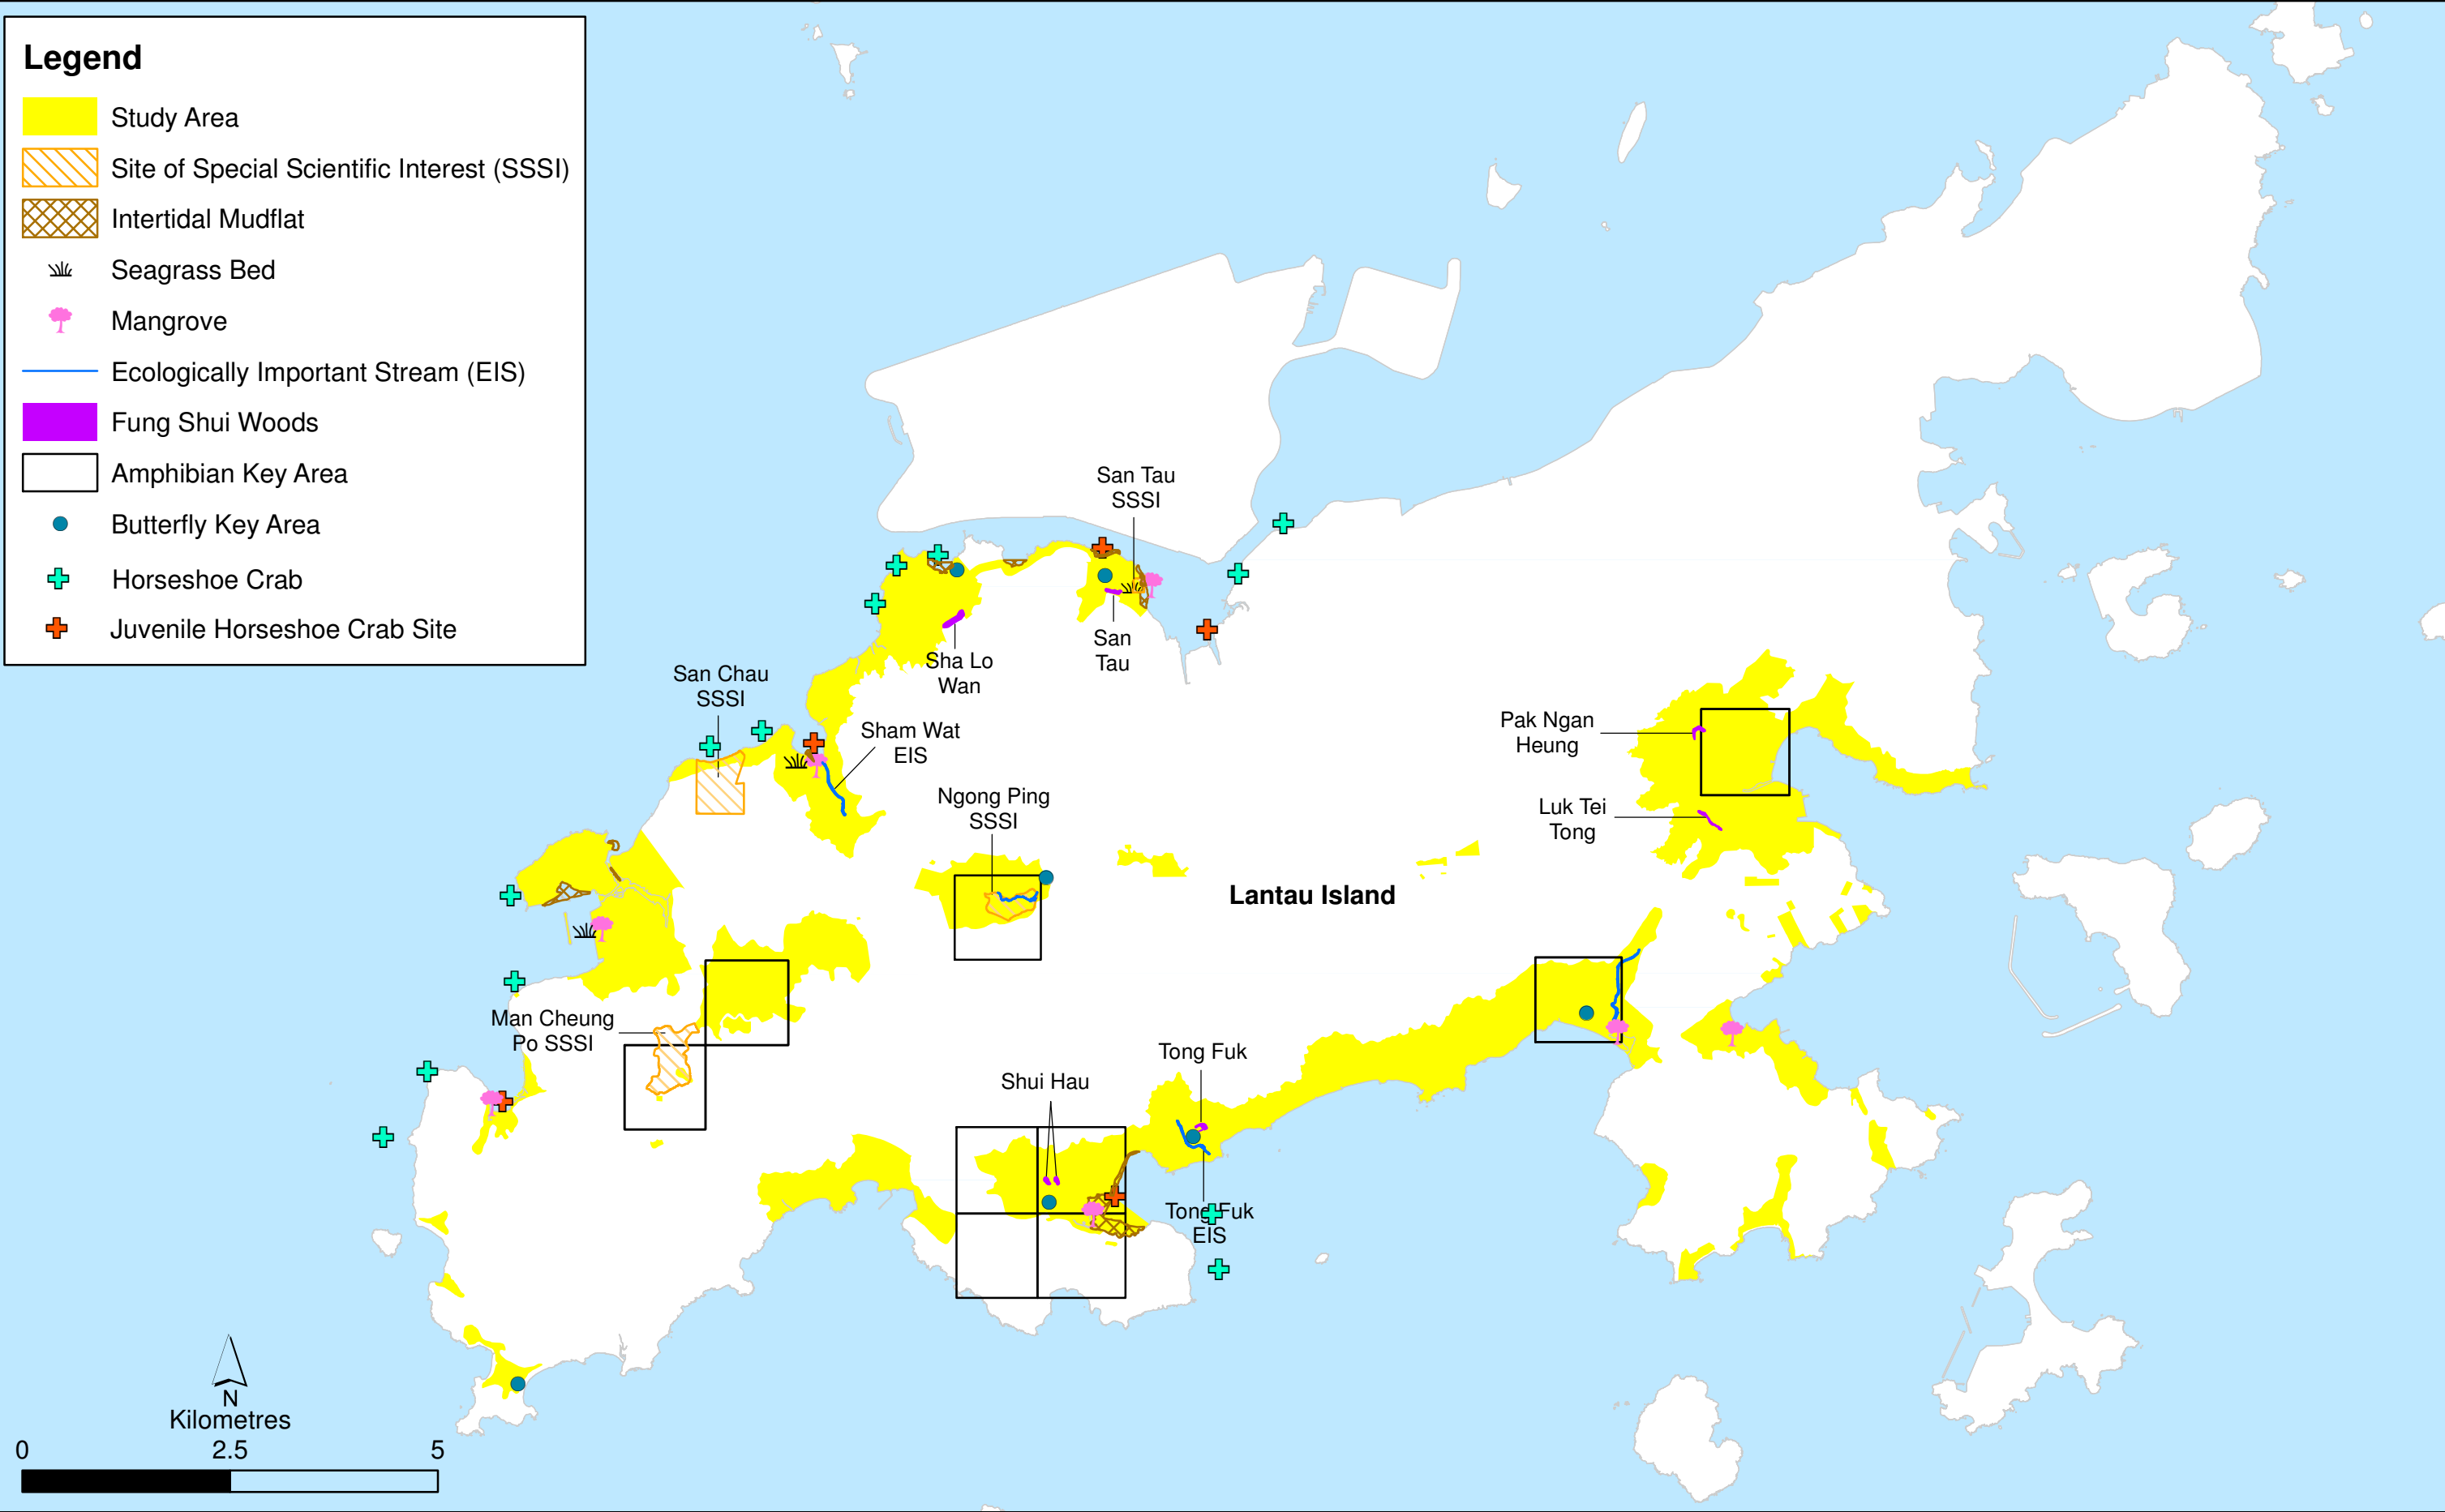 Legend
Study Area
Site of Special Scientific Interest (SSSI)
Intertidal Mudflat
Seagrass Bed
Mangrove
Ecologically Important Stream (EIS)
Fung Shui Woods
Amphibian Key Area
Butterfly Key Area
Horseshoe Crab
Juvenile Horseshoe Crab Site
San Tau
SSSI
San
Tau
Sha Lo
Wan
San Chau
SSSI
Sham Wat
EIS
Pak Ngan
Heung
Ngong Ping
SSSI
Luk Tei
Tong
Lantau Island
Man Cheung
Po SSSI
Tong Fuk
Shui Hau
Tong Fuk
EIS
N
Kilometres
0
2.5
5